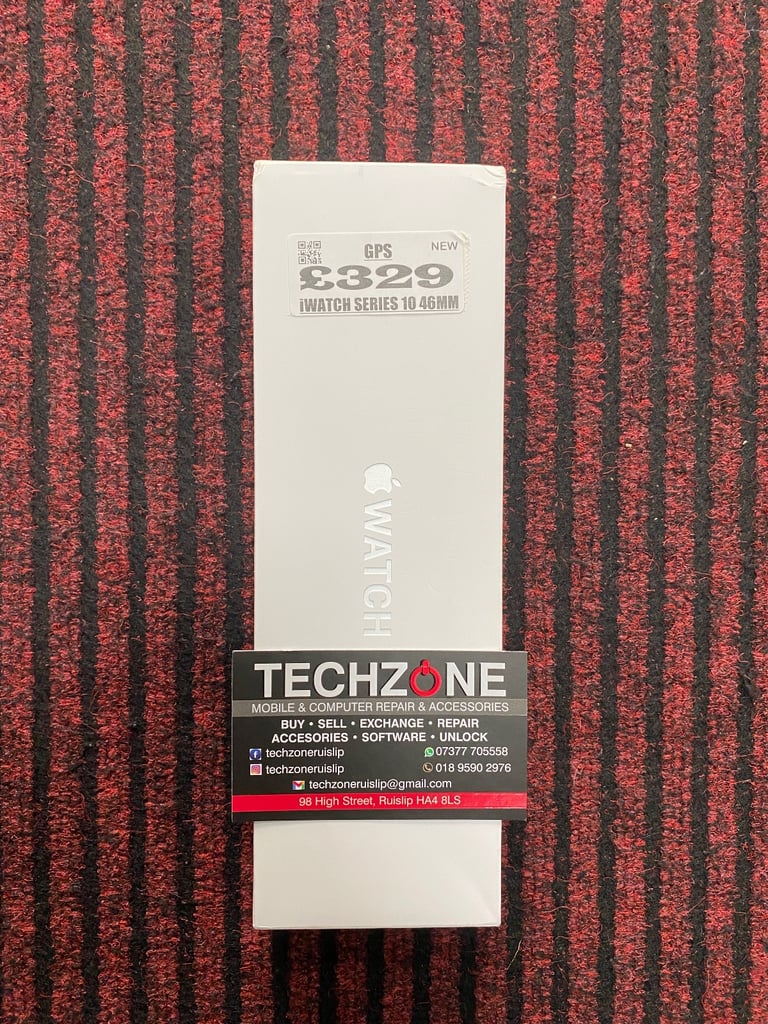 GPS
NEW
£329
iWATCH SERIES 10 46MM
WATCH
TECHZONE
MOBILE & COMPUTER REPAIR & ACCESSORIES
BUY • SELL • EXCHANGE • REPAIR
ACCESORIES • SOFTWARE • UNLOCK
techzoneruislip 07377 705558
techzoneruislip 018 9590 2976
techzoneruislip@gmail.com
98 High Street, Ruislip HA4 8LS